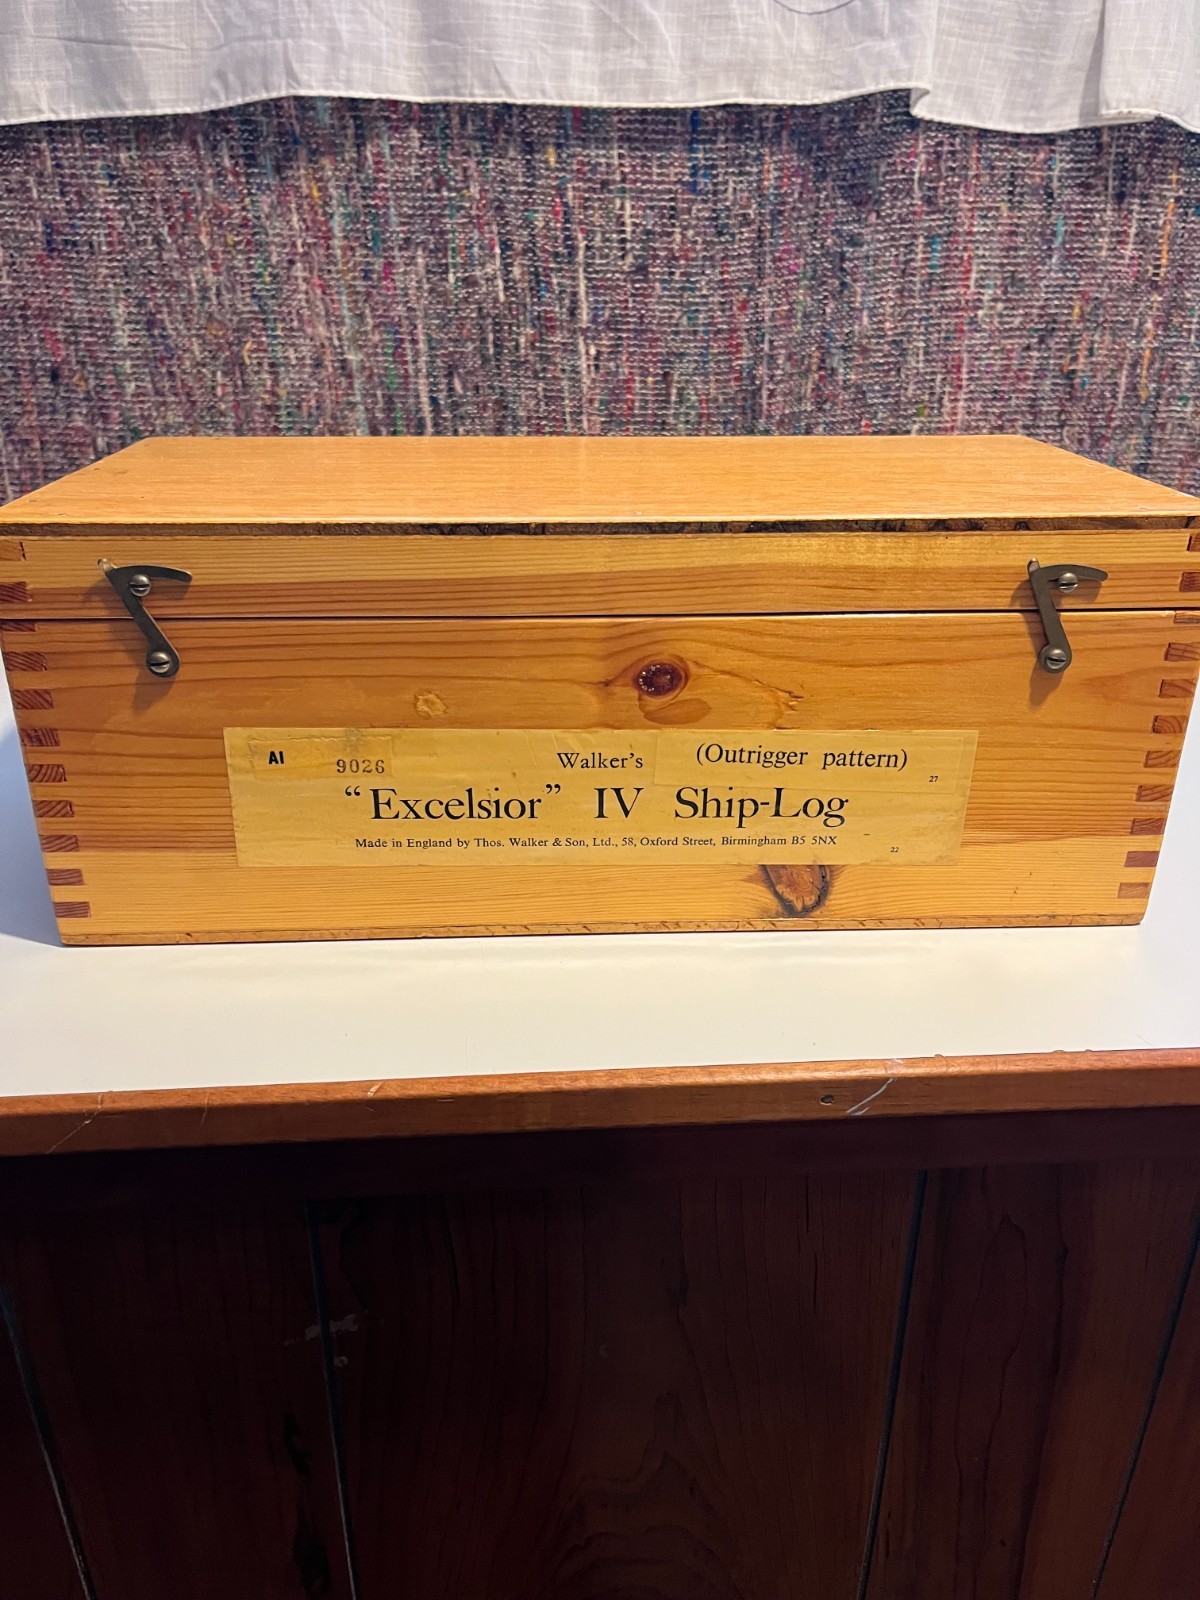 AI 9026 Walker's (Outrigger pattern)
27
“Excelsior” IV Ship-Log
Made in England by Thos. Walker & Son, Ltd., 58, Oxford Street, Birmingham B5 5NX
22